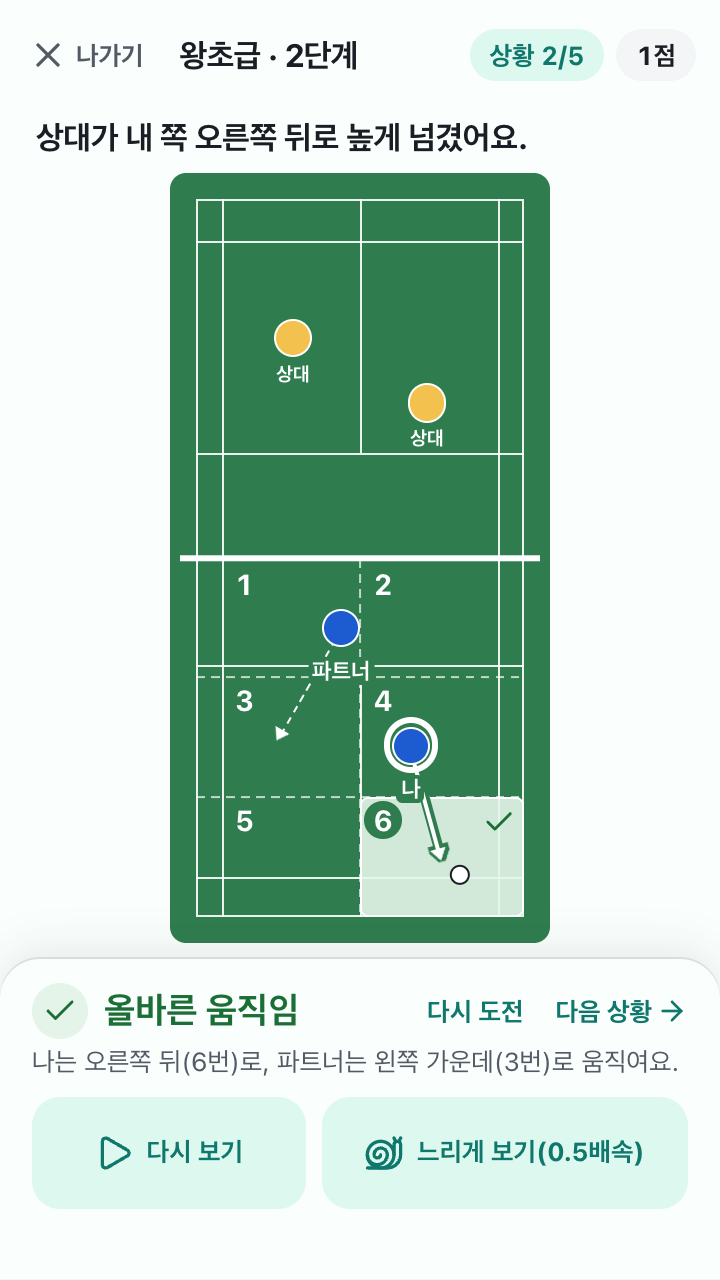 나가기 왕초급 · 2단계 상황 2/5 1점
상대가 내 쪽 오른쪽 뒤로 높게 넘겼어요.
상대
상대
1 2
파트너
3 4
나
5 6
올바른 움직임 다시 도전 다음 상황
나는 오른쪽 뒤(6번)로, 파트너는 왼쪽 가운데(3번)로 움직여요.
다시 보기 느리게 보기(0.5배속)